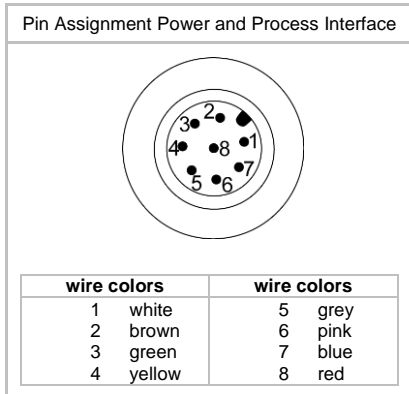 Pin Assignment Power and Process Interface
2
3
1
4
8
7
5
6
wire colors wire colors
1 white 5 grey
2 brown 6 pink
3 green 7 blue
4 yellow 8 red